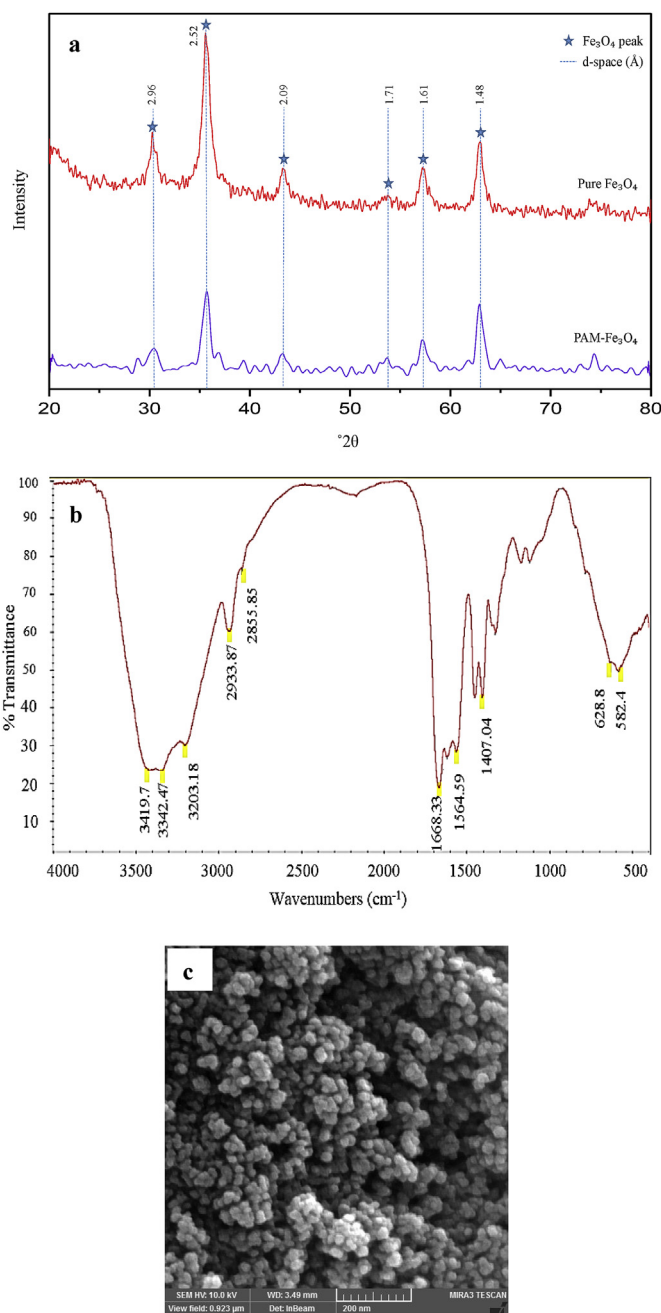 a
2.96
2.52
2.09
1.71
1.61
1.48
Fe₃O₄ peak
d-space (Å)
Pure Fe₃O₄
PAM-Fe₃O₄
Intensity
20 30 40 50 60 70 80
°2θ
b
100
90
80
70
60
50
40
30
20
10
% Transmittance
3419.7
3342.47
3203.18
2933.87
2855.85
1668.33
1564.59
1407.04
628.8
582.4
4000 3500 3000 2500 2000 1500 1000 500
Wavenumbers (cm⁻¹)
c
SEM HV: 10.0 kV WD: 3.49 mm MIRA3 TESCAN
View field: 0.923 µm Det: InBeam 200 nm